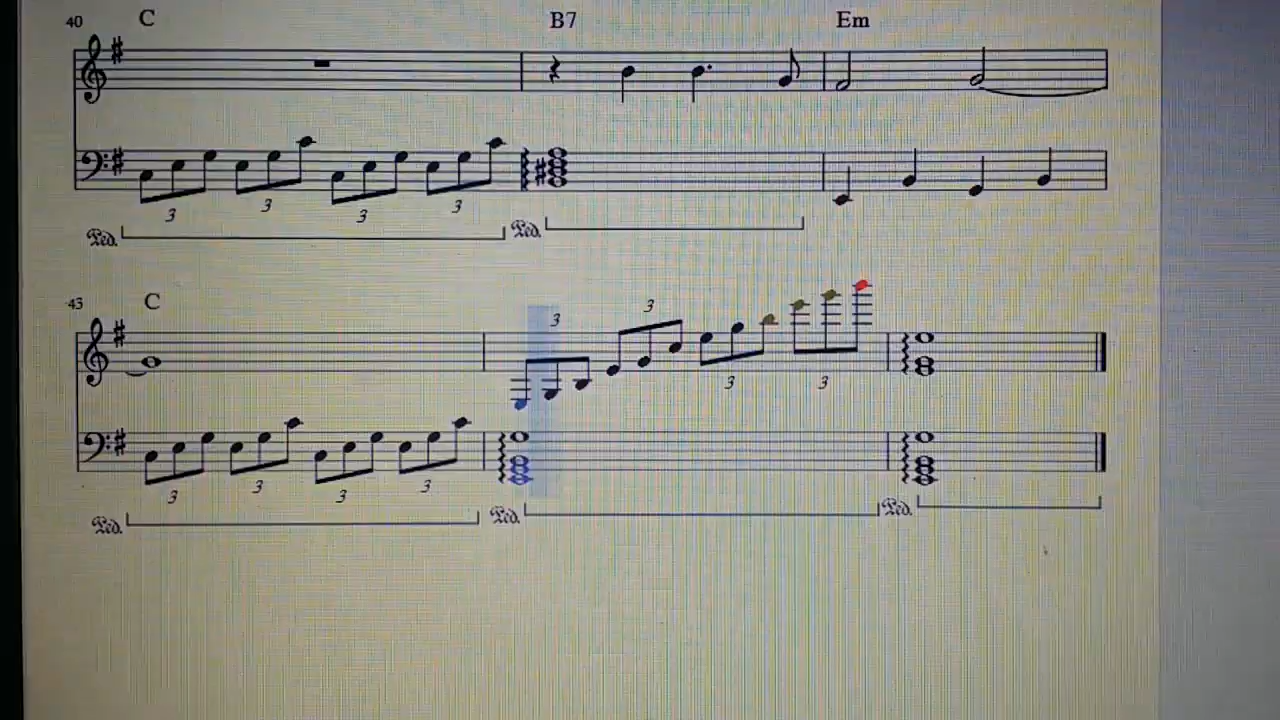 40 C B7 Em
3 3 3 3
Ped. Ped.
43 C
3 3
3 3
3 3 3 3
Ped. Ped. Ped.